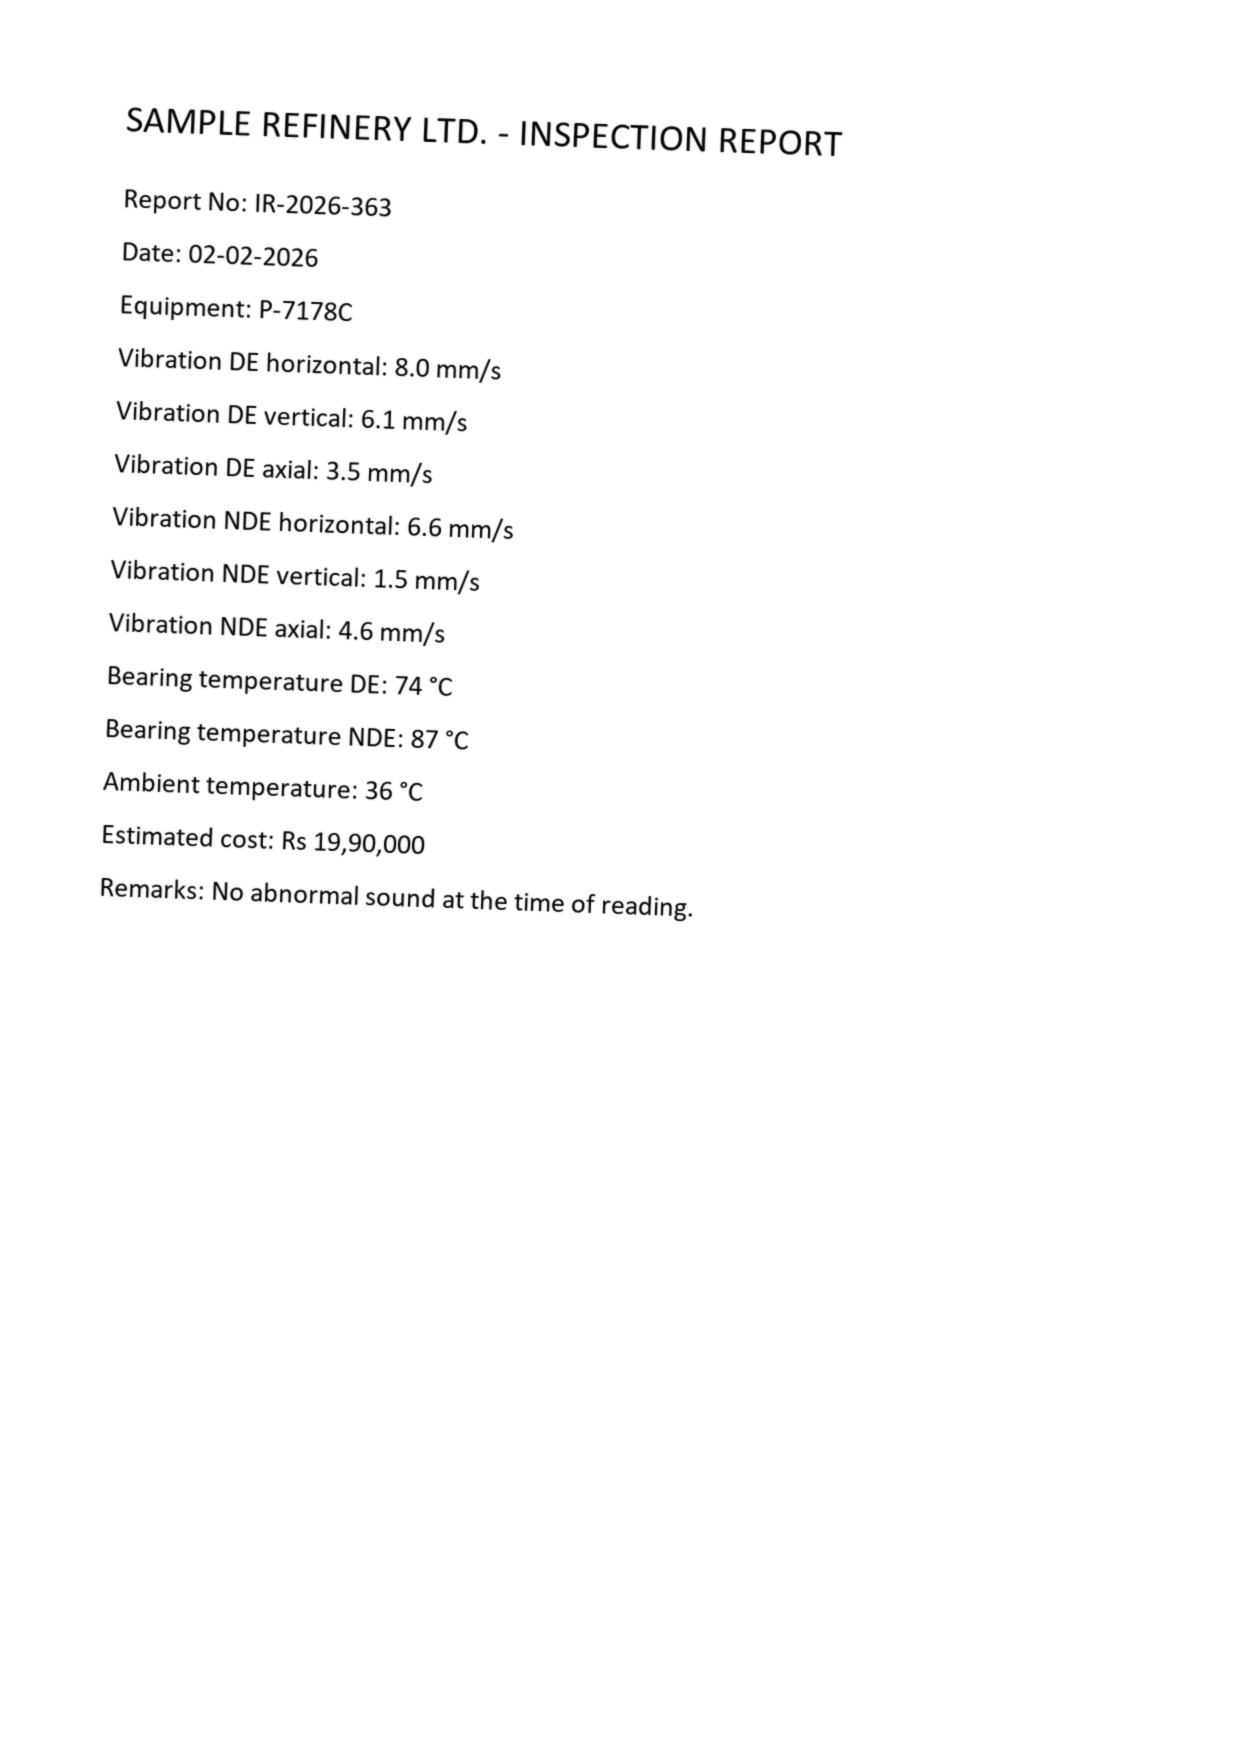 SAMPLE REFINERY LTD. - INSPECTION REPORT
Report No: IR-2026-363
Date: 02-02-2026
Equipment: P-7178C
Vibration DE horizontal: 8.0 mm/s
Vibration DE vertical: 6.1 mm/s
Vibration DE axial: 3.5 mm/s
Vibration NDE horizontal: 6.6 mm/s
Vibration NDE vertical: 1.5 mm/s
Vibration NDE axial: 4.6 mm/s
Bearing temperature DE: 74 °C
Bearing temperature NDE: 87 °C
Ambient temperature: 36 °C
Estimated cost: Rs 19,90,000
Remarks: No abnormal sound at the time of reading.